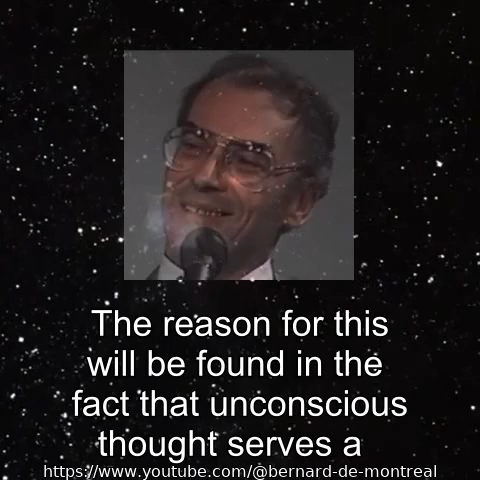 The reason for this
will be found in the
fact that unconscious
thought serves a
https://www.youtube.com/@bernard-de-montreal